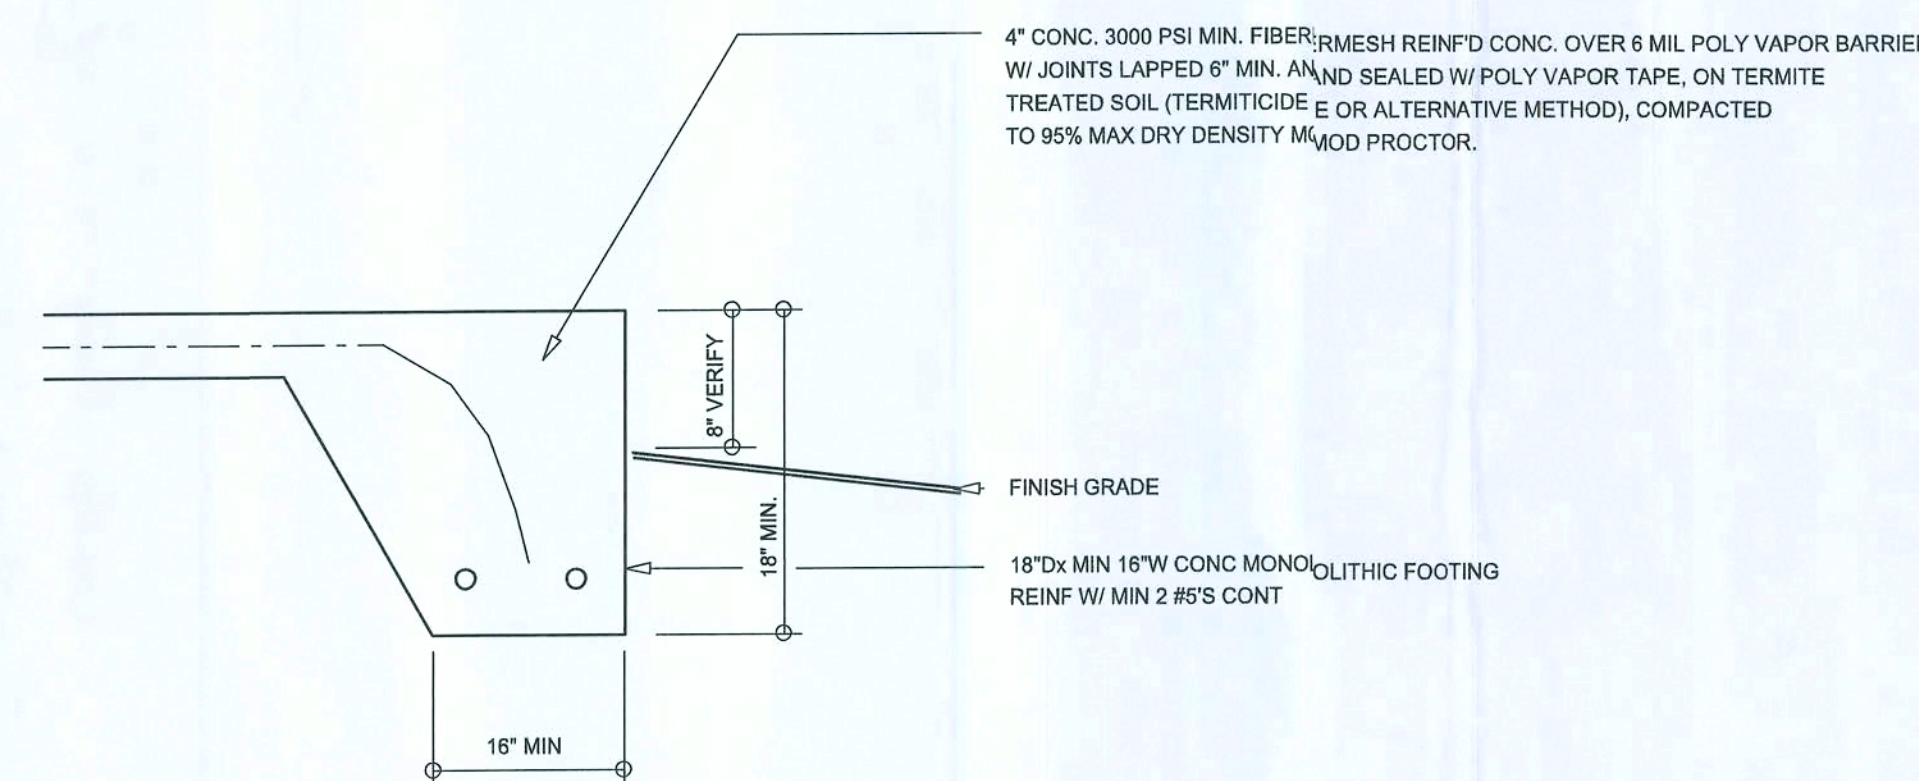 4" CONC. 3000 PSI MIN. FIBERMESH REINF'D CONC. OVER 6 MIL POLY VAPOR BARRIER
W/ JOINTS LAPPED 6" MIN. AND SEALED W/ POLY VAPOR TAPE, ON TERMITE
TREATED SOIL (TERMITICIDE OR ALTERNATIVE METHOD), COMPACTED
TO 95% MAX DRY DENSITY MOD PROCTOR.
8" VERIFY
18" MIN.
FINISH GRADE
18"Dx MIN 16"W CONC MONOLITHIC FOOTING
REINF W/ MIN 2 #5'S CONT
16" MIN